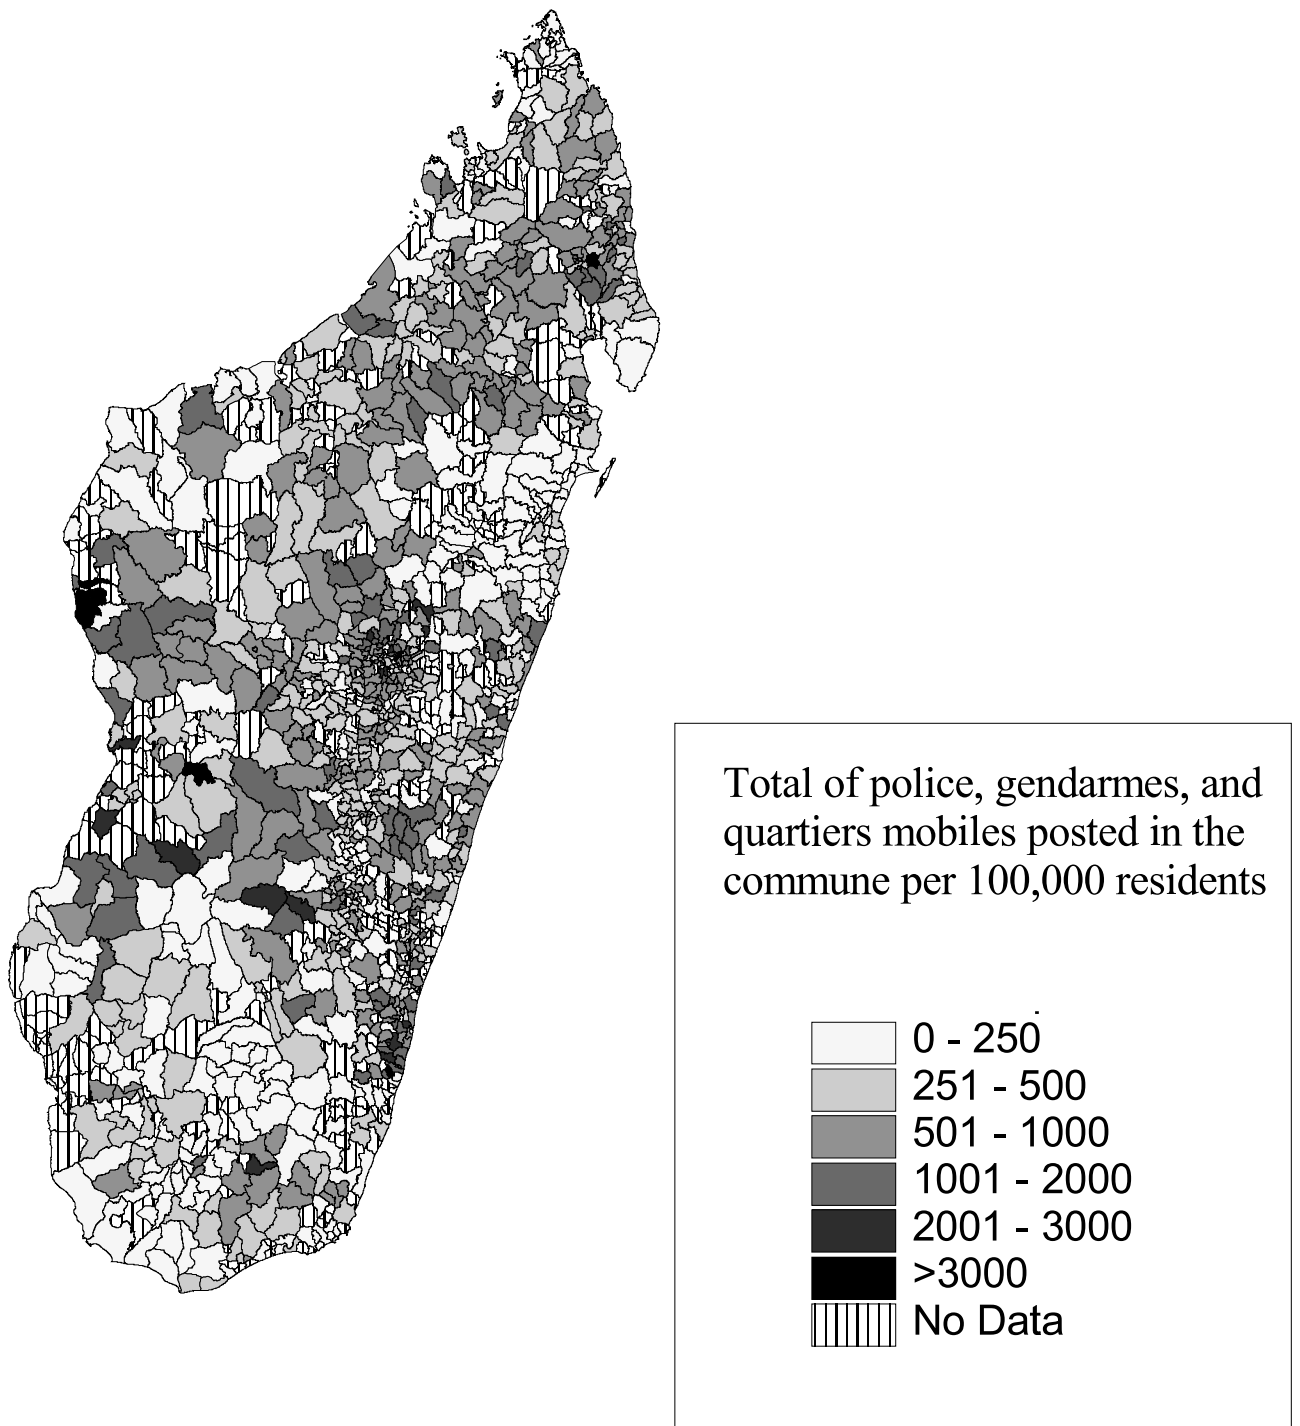 Total of police, gendarmes, and
quartiers mobiles posted in the
commune per 100,000 residents
0 - 250
251 - 500
501 - 1000
1001 - 2000
2001 - 3000
>3000
No Data